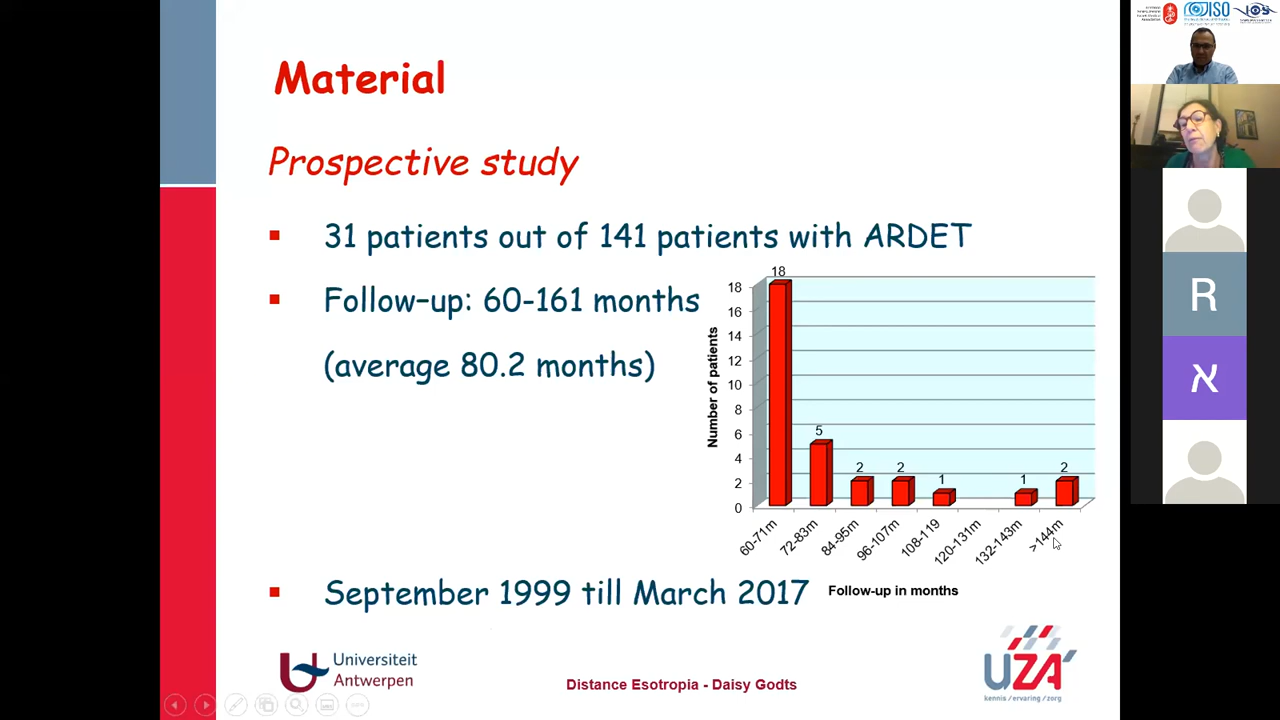 Material
Prospective study
31 patients out of 141 patients with ARDET
Follow-up: 60-161 months
(average 80.2 months)
Number of patients
18
16
14
12
10
8
6
4
2
0
18
5
2
2
1
1
2
60-71m
72-83m
84-95m
96-107m
108-119
120-131m
132-143m
>144m
Follow-up in months
September 1999 till March 2017
Universiteit
Antwerpen
Distance Esotropia - Daisy Godts
UZA
kennis / ervaring / zorg
ISO
IOS
R
א